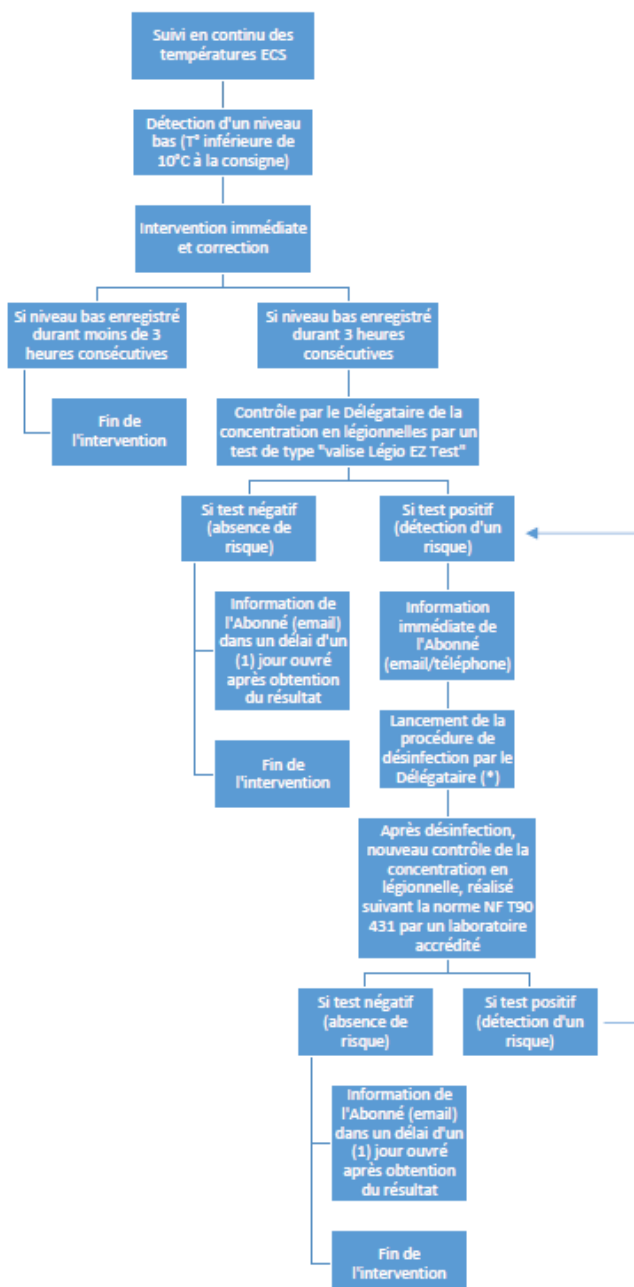 Suivi en continu des
températures ECS
Détection d'un niveau
bas (T° inférieure de
10°C à la consigne)
Intervention immédiate
et correction
Si niveau bas enregistré
durant moins de 3
heures consécutives
Si niveau bas enregistré
durant 3 heures
consécutives
Fin de
l'intervention
Contrôle par le Délégataire de la
concentration en légionnelles par un
test de type "valise Légio EZ Test"
Si test négatif
(absence de
risque)
Si test positif
(détection d'un
risque)
Information de
l'Abonné (email)
dans un délai d'un
(1) jour ouvré
après obtention
du résultat
Information
immédiate de
l'Abonné
(email/téléphone)
Fin de
l'intervention
Lancement de la
procédure de
désinfection par le
Délégataire (*)
Après désinfection,
nouveau contrôle de la
concentration en
légionnelle, réalisé
suivant la norme NF T90
431 par un laboratoire
accrédité
Si test négatif
(absence de
risque)
Si test positif
(détection d'un
risque)
Information de
l'Abonné (email)
dans un délai d'un
(1) jour ouvré
après obtention
du résultat
Fin de
l'intervention